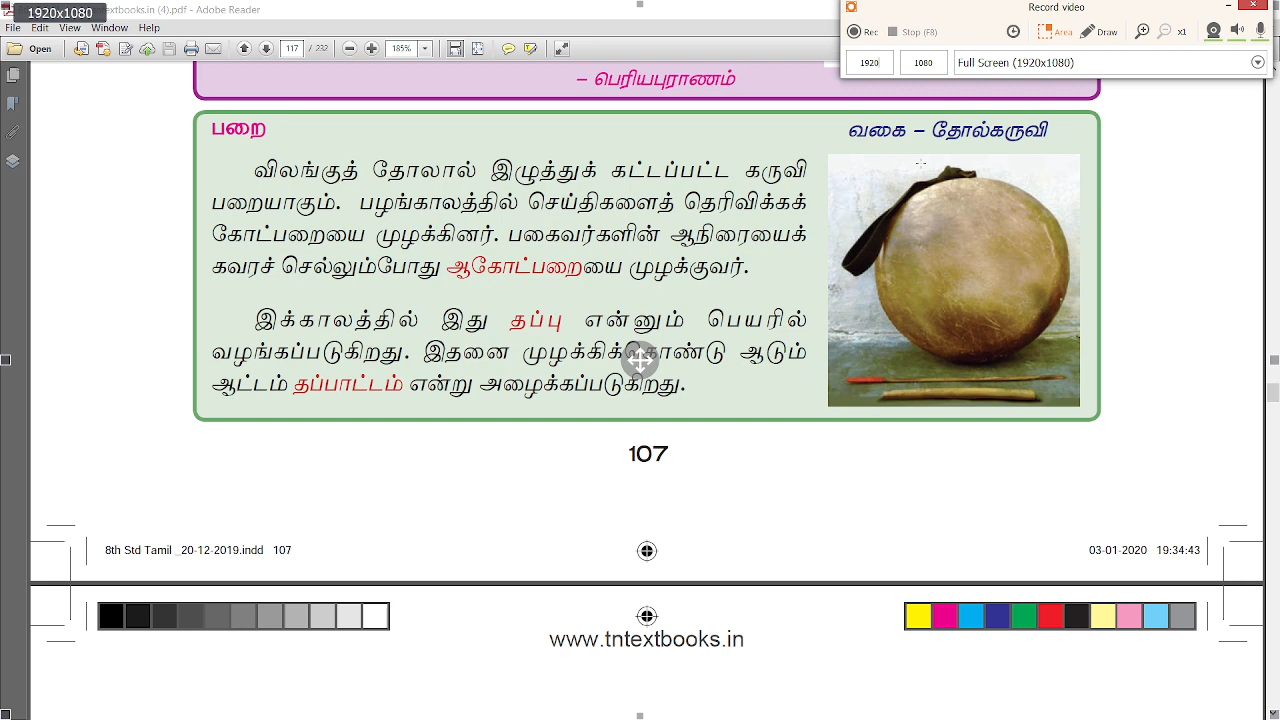 1920x1080
textbooks.in (4).pdf - Adobe Reader
Record video
File Edit View Window Help
Open 117 / 232 185%
Rec Stop (F8) Area Draw x1
1920 1080 Full Screen (1920x1080)
– பெரியபுராணம்
பறை
வகை – தோல்கருவி
விலங்குத் தோலால் இழுத்துக் கட்டப்பட்ட கருவி
பறையாகும். பழங்காலத்தில் செய்திகளைத் தெரிவிக்கக்
கோட்பறையை முழக்கினர். பகைவர்களின் ஆநிரையைக்
கவரச் செல்லும்போது ஆகோட்பறையை முழக்குவர்.
இக்காலத்தில் இது தப்பு என்னும் பெயரில்
வழங்கப்படுகிறது. இதனை முழக்கிக்கொண்டு ஆடும்
ஆட்டம் தப்பாட்டம் என்று அழைக்கப்படுகிறது.
107
8th Std Tamil _20-12-2019.indd 107
03-01-2020 19:34:43
www.tntextbooks.in